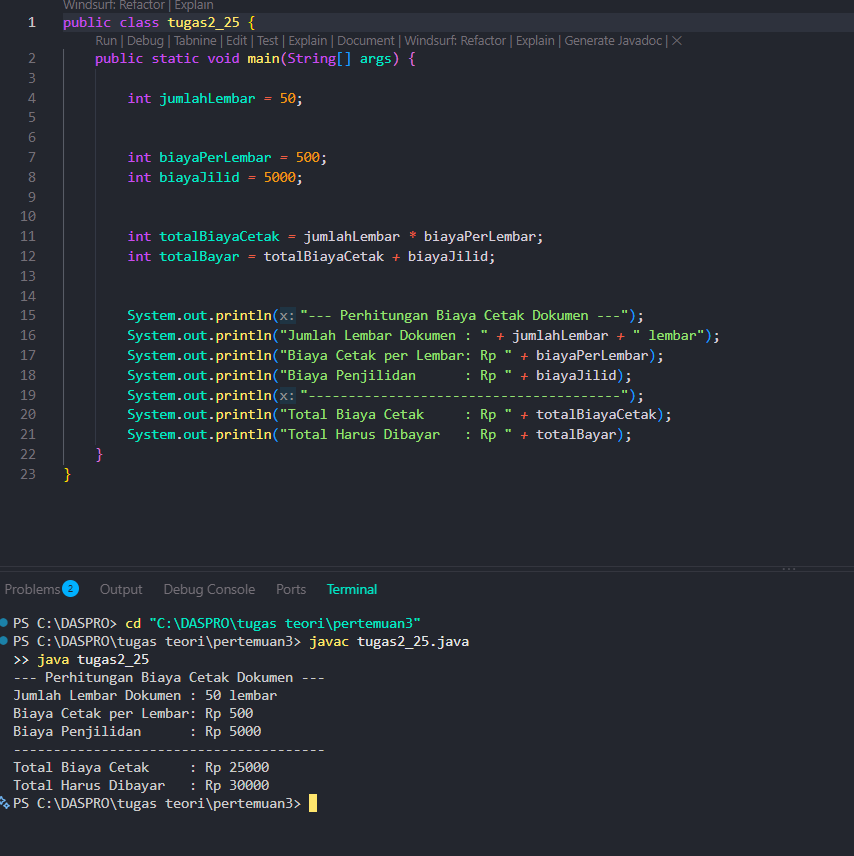 Windsurf: Refactor | Explain
1 public class tugas2_25 {
Run | Debug | Tabnine | Edit | Test | Explain | Document | Windsurf: Refactor | Explain | Generate Javadoc | ×
2 public static void main(String[] args) {
3
4 int jumlahLembar = 50;
5
6
7 int biayaPerLembar = 500;
8 int biayaJilid = 5000;
9
10
11 int totalBiayaCetak = jumlahLembar * biayaPerLembar;
12 int totalBayar = totalBiayaCetak + biayaJilid;
13
14
15 System.out.println(x: "--- Perhitungan Biaya Cetak Dokumen ---");
16 System.out.println("Jumlah Lembar Dokumen : " + jumlahLembar + " lembar");
17 System.out.println("Biaya Cetak per Lembar: Rp " + biayaPerLembar);
18 System.out.println("Biaya Penjilidan      : Rp " + biayaJilid);
19 System.out.println(x: "---------------------------------------");
20 System.out.println("Total Biaya Cetak     : Rp " + totalBiayaCetak);
21 System.out.println("Total Harus Dibayar   : Rp " + totalBayar);
22 }
23 }
Problems 2 Output Debug Console Ports Terminal
PS C:\DASPRO> cd "C:\DASPRO\tugas teori\pertemuan3"
PS C:\DASPRO\tugas teori\pertemuan3> javac tugas2_25.java
>> java tugas2_25
--- Perhitungan Biaya Cetak Dokumen ---
Jumlah Lembar Dokumen : 50 lembar
Biaya Cetak per Lembar: Rp 500
Biaya Penjilidan      : Rp 5000
---------------------------------------
Total Biaya Cetak     : Rp 25000
Total Harus Dibayar   : Rp 30000
PS C:\DASPRO\tugas teori\pertemuan3>